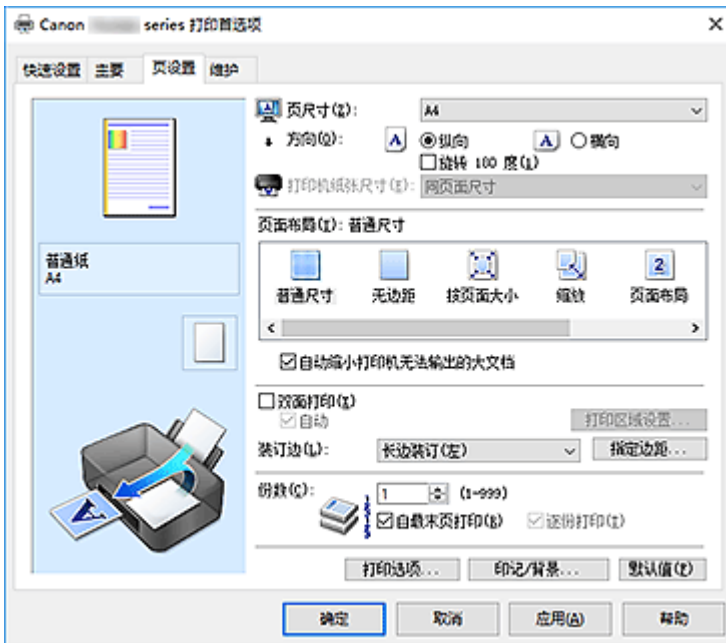 Canon series 打印首选项
快速设置 主要 页设置 维护
页尺寸(Z): A4
方向(O): A 纵向 A 横向
旋转 180 度(L)
打印机纸张尺寸(E): 同页面尺寸
页面布局(I): 普通尺寸
普通尺寸 无边距 按页面大小 缩放 2 页面布局
自动缩小打印机无法输出的大文档
双面打印(X)
自动
打印区域设置...
装订边(L): 长边装订(左) 指定边距...
份数(C): 1 (1-999)
自最末页打印(B) 逐份打印(T)
打印选项... 印记/背景... 默认值(F)
普通纸
A4
A
确定 取消 应用(A) 帮助